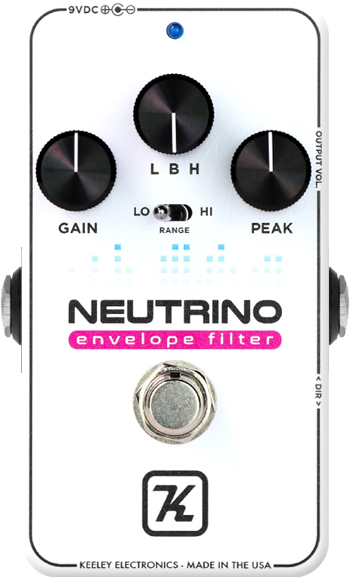 9VDC
L B H
OUTPUT VOL.
GAIN
LO HI
RANGE
PEAK
NEUTRINO
envelope filter
< DIR >
K
KEELEY ELECTRONICS - MADE IN THE USA